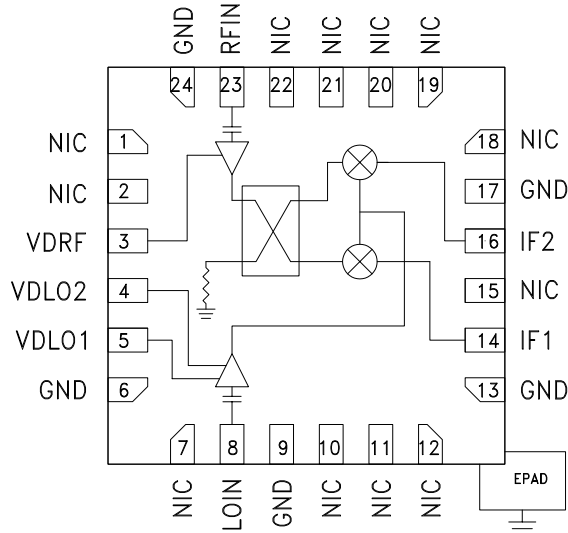 GND
RFIN
NIC
NIC
NIC
NIC
24
23
22
21
20
19
NIC 1
18 NIC
NIC 2
17 GND
VDRF 3
16 IF2
VDLO2 4
15 NIC
VDLO1 5
14 IF1
GND 6
13 GND
7
8
9
10
11
12
NIC
LOIN
GND
NIC
NIC
NIC
EPAD